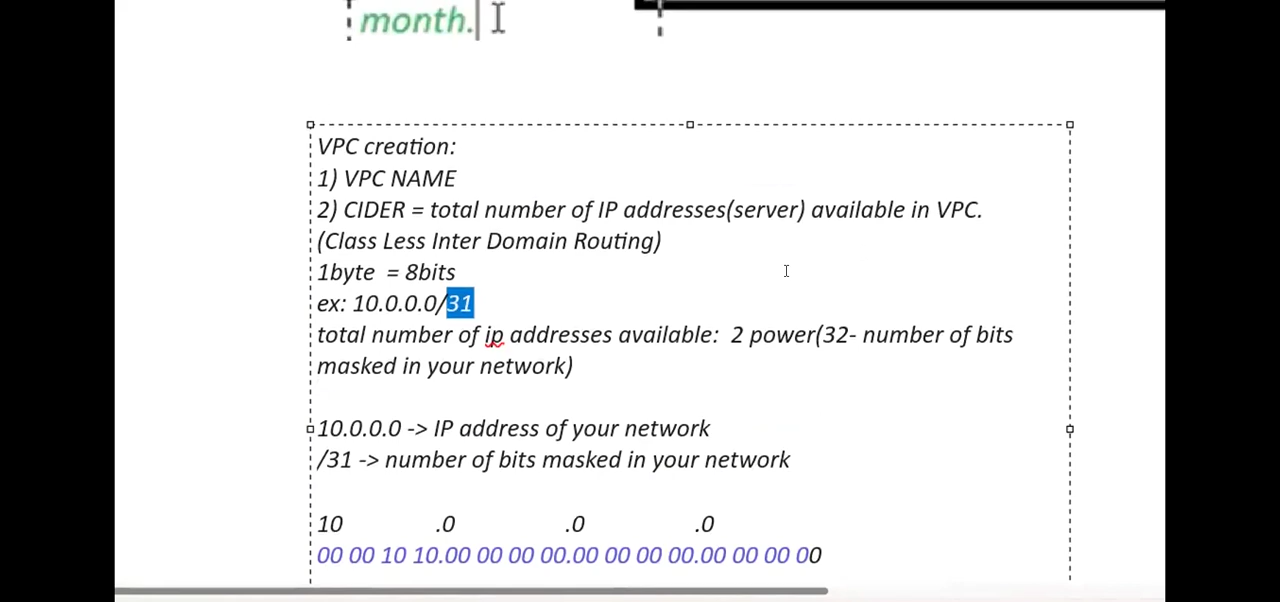 month.
VPC creation:
1) VPC NAME
2) CIDER = total number of IP addresses(server) available in VPC.
(Class Less Inter Domain Routing)
1byte  = 8bits
ex: 10.0.0.0/31
total number of ip addresses available:  2 power(32- number of bits
masked in your network)
10.0.0.0 -> IP address of your network
/31 -> number of bits masked in your network
10 .0 .0 .0
00 00 10 10.00 00 00 00.00 00 00 00.00 00 00 00